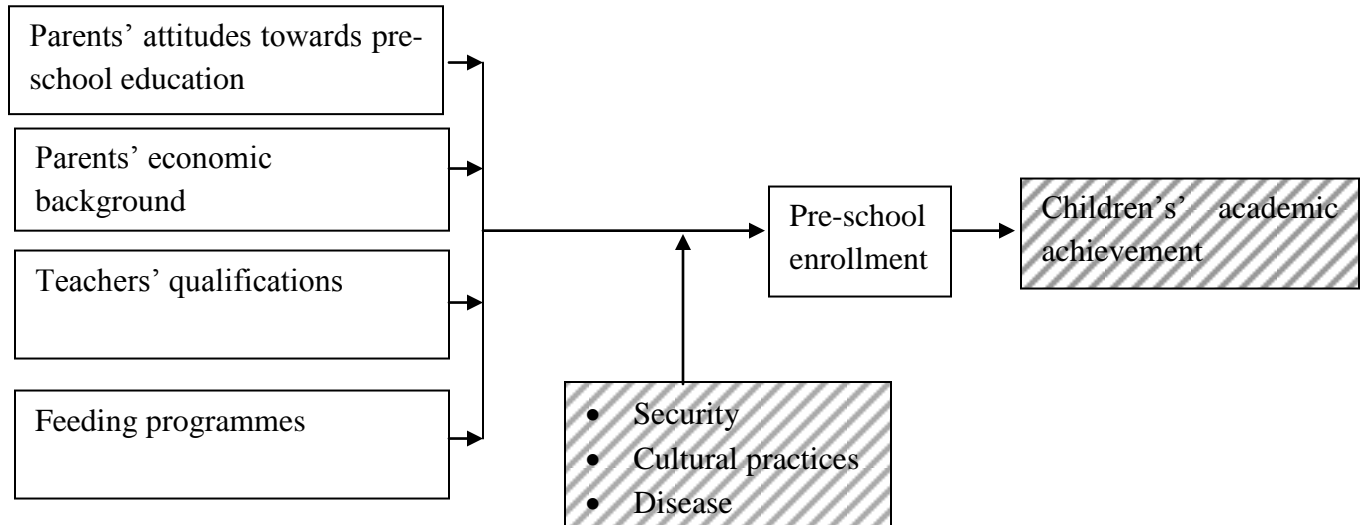 Parents’ attitudes towards pre-
school education
Parents’ economic
background
Teachers’ qualifications
Feeding programmes
Pre-school
enrollment
Children's’ academic
achievement
• Security
• Cultural practices
• Disease